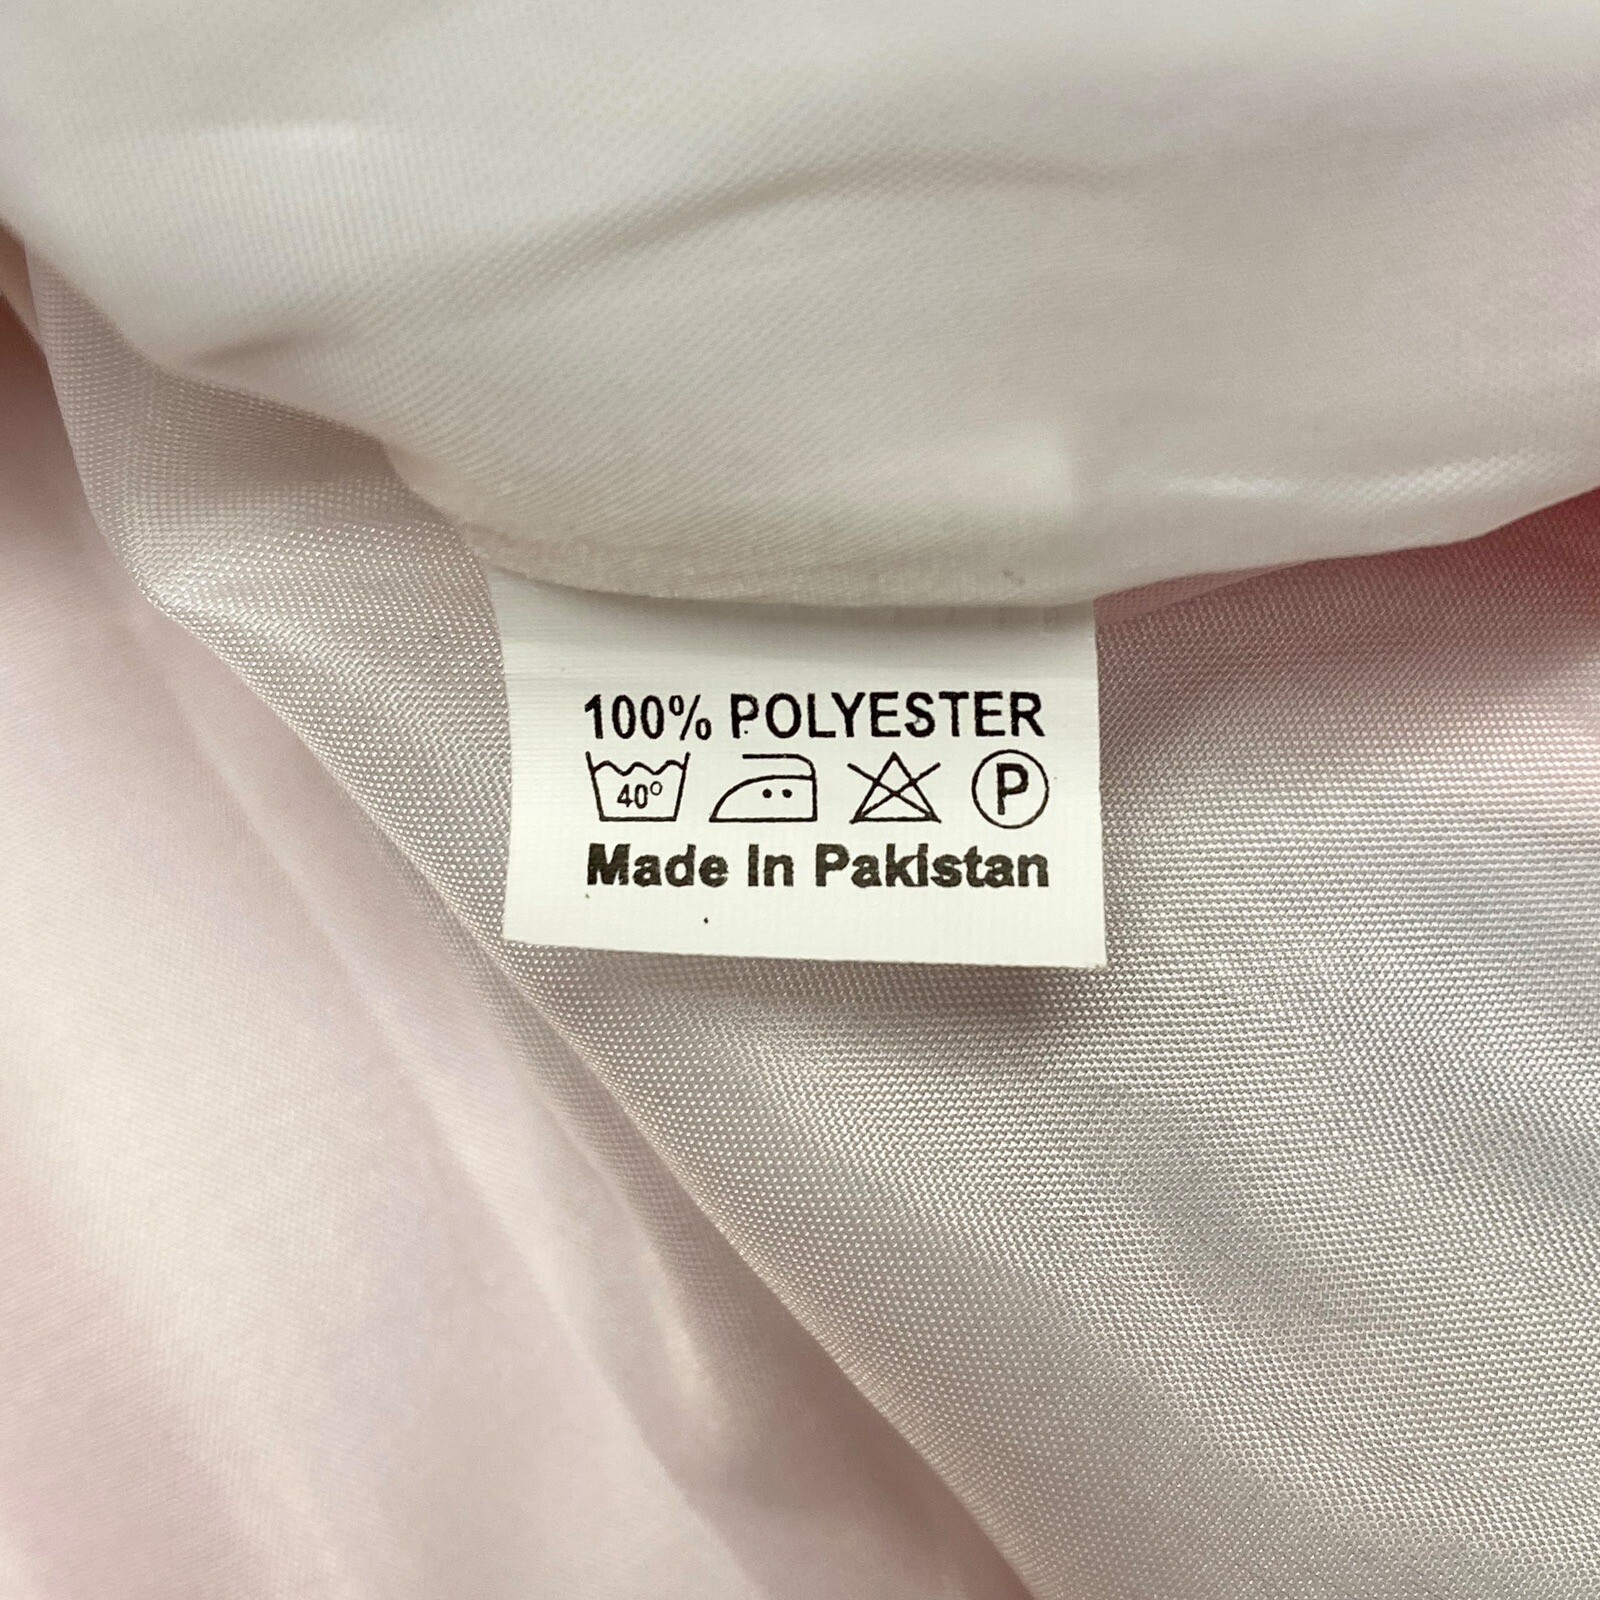 100% POLYESTER
40° P
Made In Pakistan